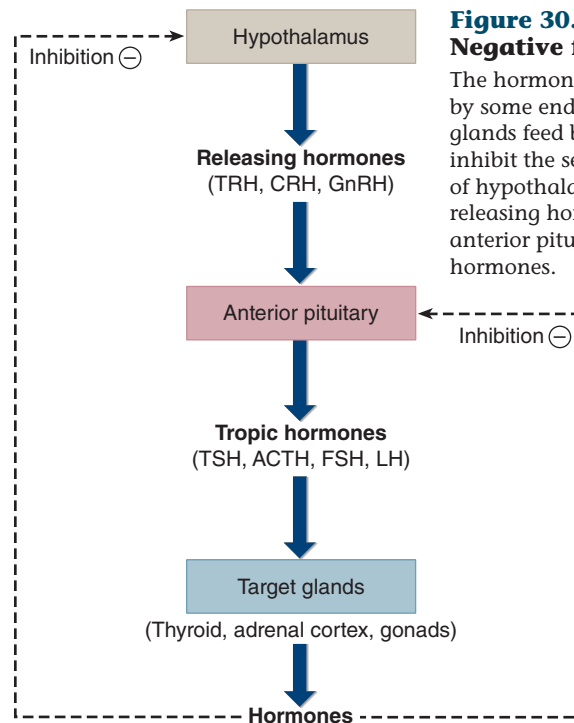 Hypothalamus
Inhibition −
Releasing hormones
(TRH, CRH, GnRH)
Anterior pituitary
Inhibition −
Tropic hormones
(TSH, ACTH, FSH, LH)
Target glands
(Thyroid, adrenal cortex, gonads)
Hormones
Figure 30.
Negative
The hormon
by some end
glands feed b
inhibit the se
of hypothala
releasing hor
anterior pitu
hormones.